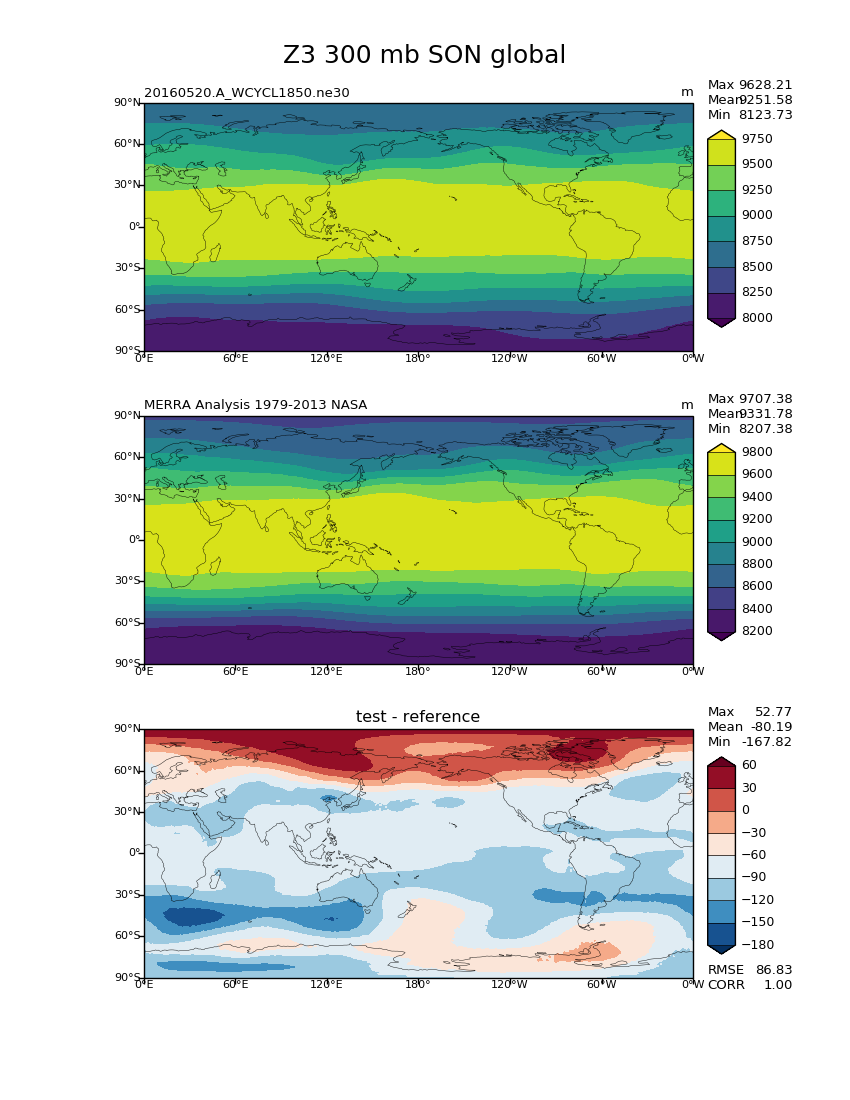 Z3 300 mb SON global
20160520.A_WCYCL1850.ne30 m
Max 9628.21
Mean 9251.58
Min 8123.73
90°N
60°N
30°N
0°
30°S
60°S
90°S
0°E 60°E 120°E 180° 120°W 60°W 0°W
9750
9500
9250
9000
8750
8500
8250
8000
MERRA Analysis 1979-2013 NASA m
Max 9707.38
Mean 9331.78
Min 8207.38
90°N
60°N
30°N
0°
30°S
60°S
90°S
0°E 60°E 120°E 180° 120°W 60°W 0°W
9800
9600
9400
9200
9000
8800
8600
8400
8200
test - reference
Max 52.77
Mean -80.19
Min -167.82
90°N
60°N
30°N
0°
30°S
60°S
90°S
0°E 60°E 120°E 180° 120°W 60°W 0°W
60
30
0
−30
−60
−90
−120
−150
−180
RMSE 86.83
CORR 1.00